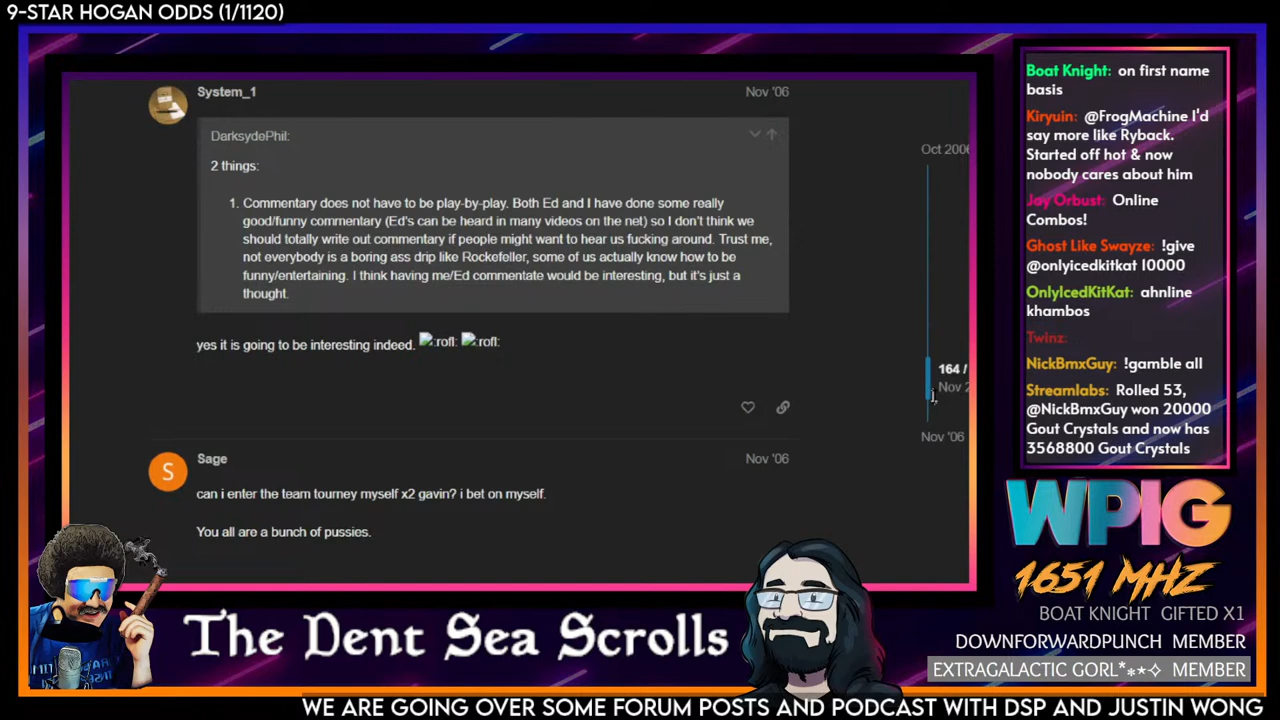 9-STAR HOGAN ODDS (1/1120)
System_1
Nov '06
DarksydePhil:
2 things:
1. Commentary does not have to be play-by-play. Both Ed and I have done some really
good/funny commentary (Ed's can be heard in many videos on the net) so I don't think we
should totally write out commentary if people might want to hear us fucking around. Trust me,
not everybody is a boring ass drip like Rockefeller, some of us actually know how to be
funny/entertaining. I think having me/Ed commentate would be interesting, but it's just a
thought.
yes it is going to be interesting indeed. :rofl: :rofl:
Sage
Nov '06
S
can i enter the team tourney myself x2 gavin? i bet on myself.
You all are a bunch of pussies.
Oct 2006
164 /
Nov 2
Nov '06
Boat Knight: on first name
basis
Kiryuin: @FrogMachine I'd
say more like Ryback.
Started off hot & now
nobody cares about him
Jay Orbust: Online
Combos!
Ghost Like Swayze: !give
@onlyicedkitkat 10000
OnlyIcedKitKat: ahnline
khambos
Twinz:
NickBmxGuy: !gamble all
Streamlabs: Rolled 53,
@NickBmxGuy won 20000
Gout Crystals and now has
3568800 Gout Crystals
WPIG
1651 MHZ
BOAT KNIGHT GIFTED X1
DOWNFORWARDPUNCH MEMBER
EXTRAGALACTIC GORL*⁎⋆✧ MEMBER
The Dent Sea Scrolls
WE ARE GOING OVER SOME FORUM POSTS AND PODCAST WITH DSP AND JUSTIN WONG